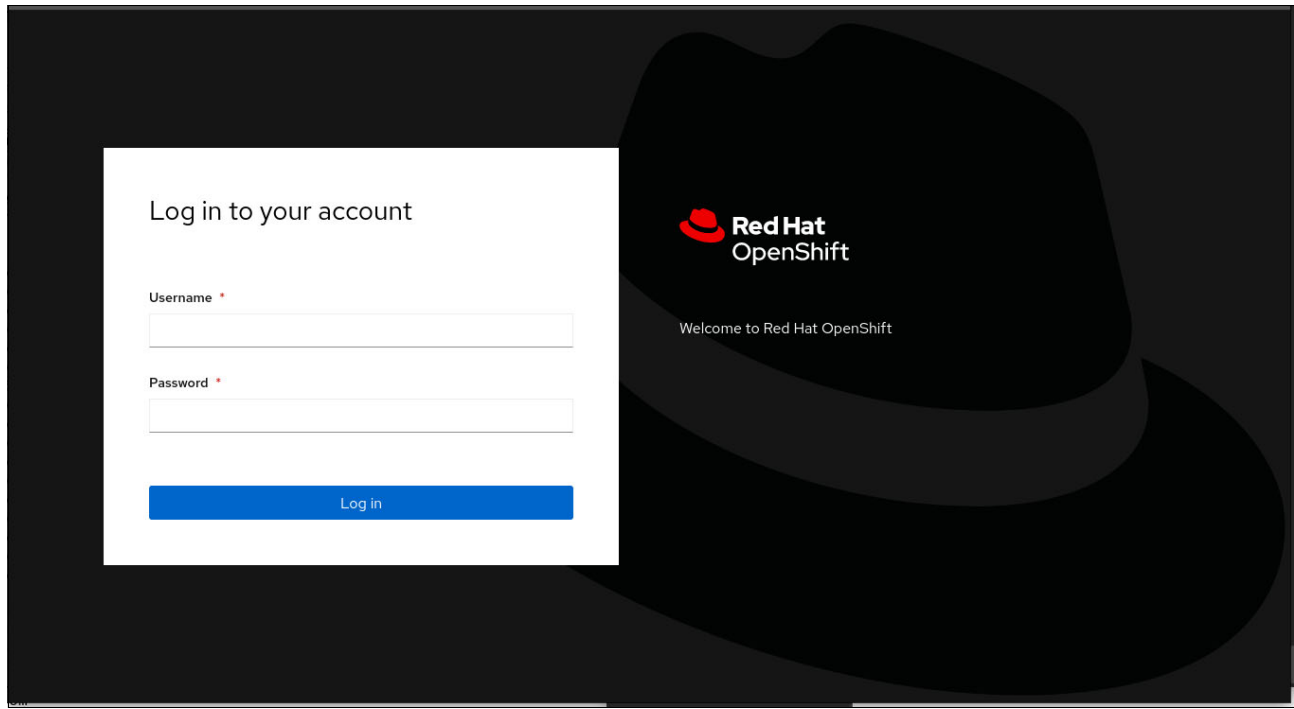 Log in to your account
Username *
Password *
Log in
Red Hat
OpenShift
Welcome to Red Hat OpenShift